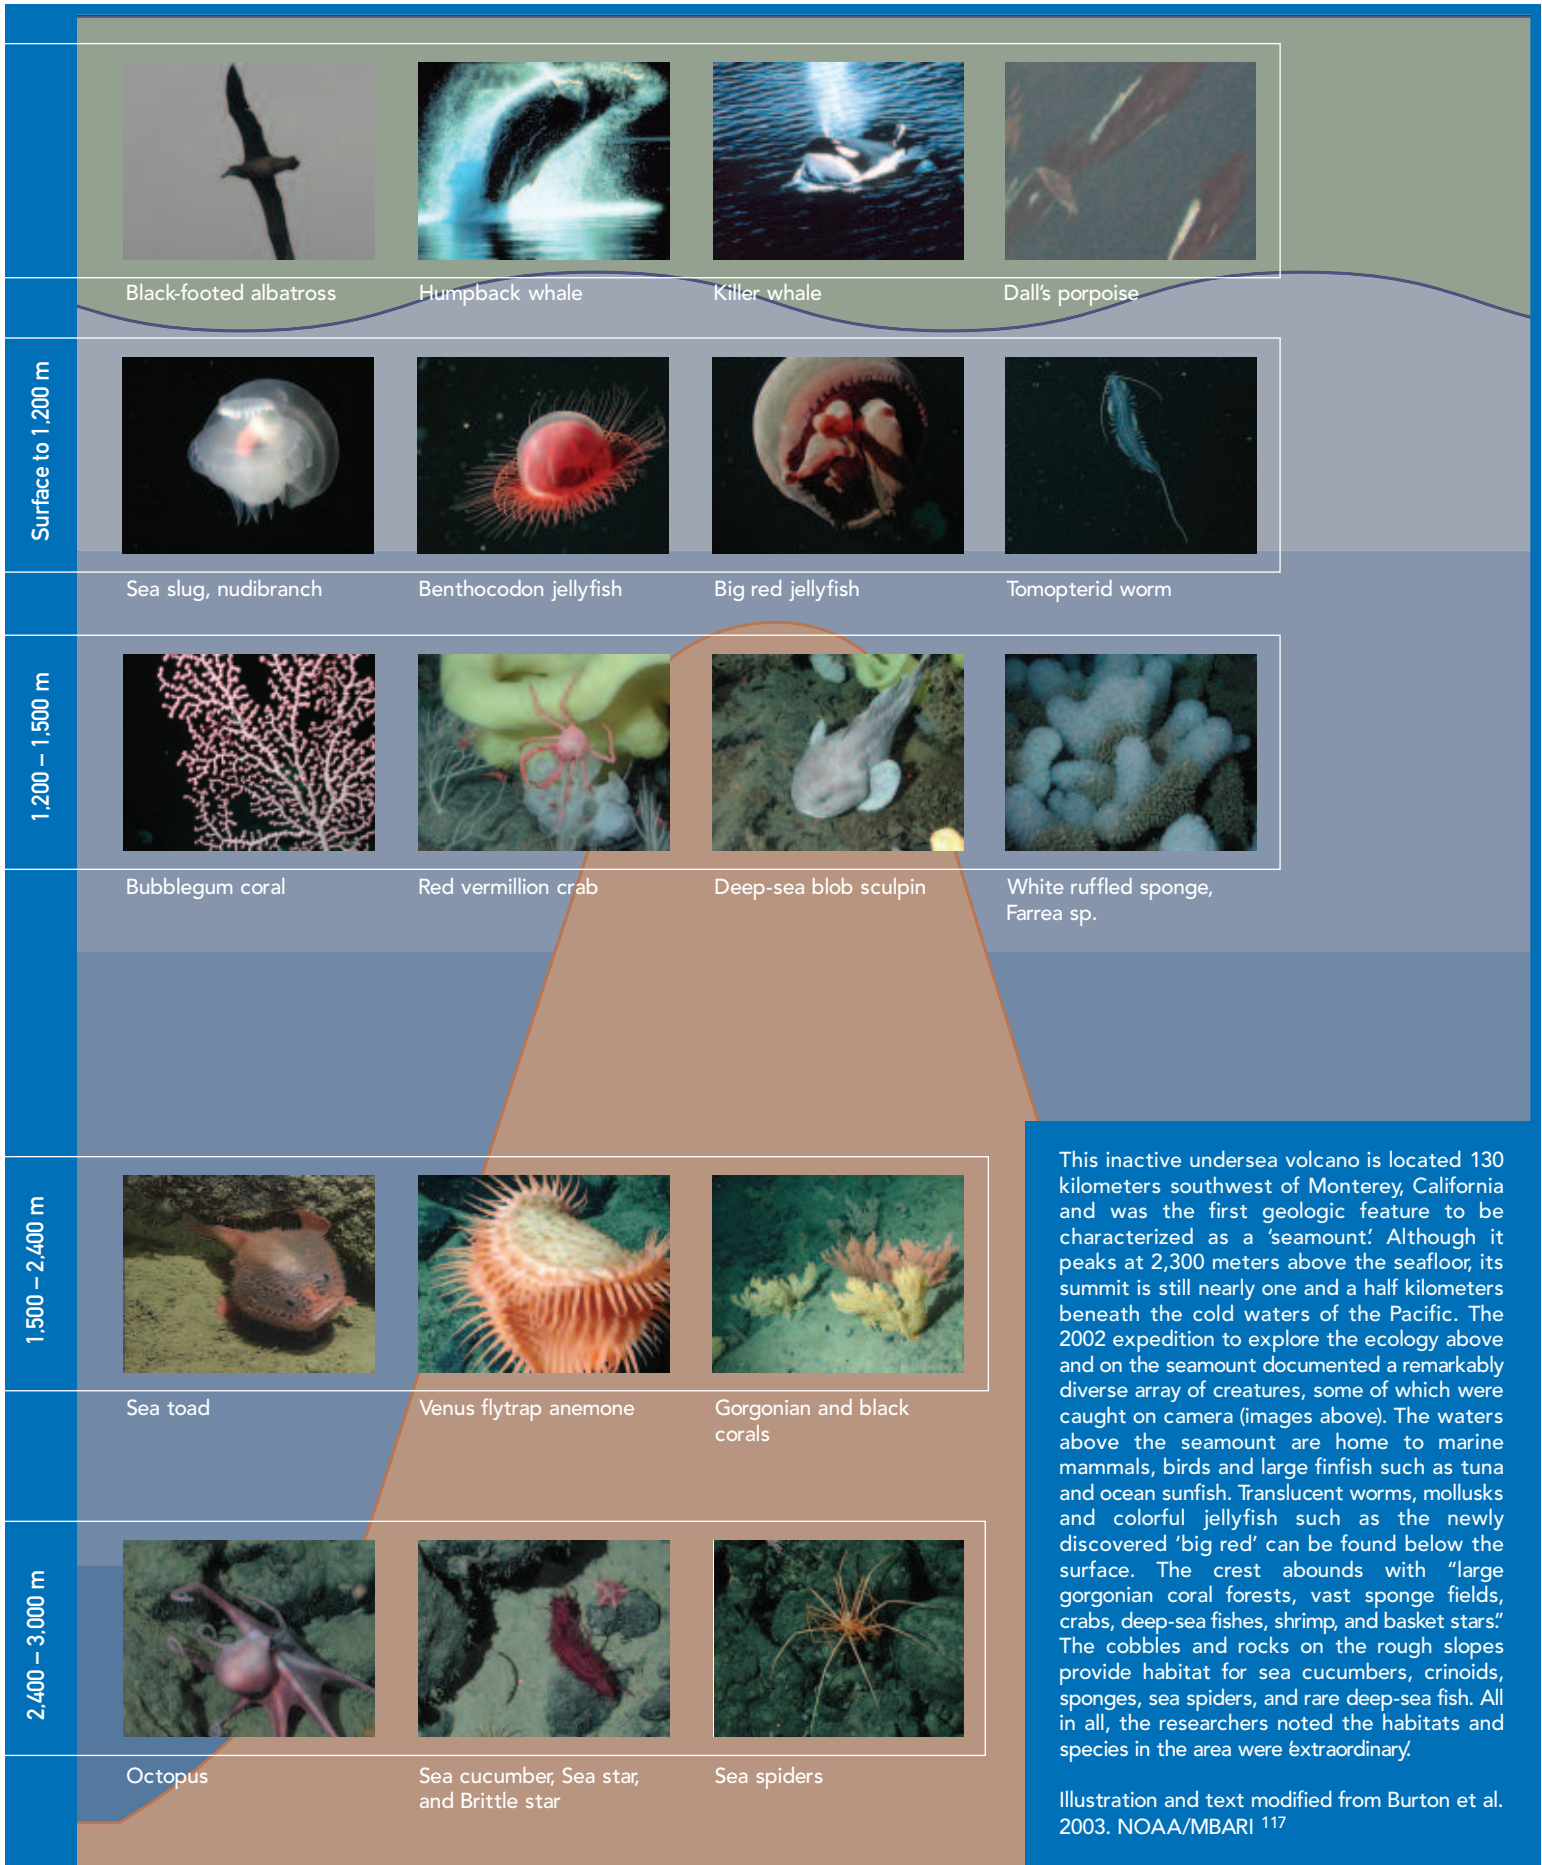 Black-footed albatross
Humpback whale
Killer whale
Dall's porpoise
Surface to 1,200 m
Sea slug, nudibranch
Benthocodon jellyfish
Big red jellyfish
Tomopterid worm
1,200 – 1,500 m
Bubblegum coral
Red vermillion crab
Deep-sea blob sculpin
White ruffled sponge,
Farrea sp.
1,500 – 2,400 m
Sea toad
Venus flytrap anemone
Gorgonian and black
corals
2,400 – 3,000 m
Octopus
Sea cucumber, Sea star,
and Brittle star
Sea spiders
This inactive undersea volcano is located 130
kilometers southwest of Monterey, California
and was the first geologic feature to be
characterized as a 'seamount.' Although it
peaks at 2,300 meters above the seafloor, its
summit is still nearly one and a half kilometers
beneath the cold waters of the Pacific. The
2002 expedition to explore the ecology above
and on the seamount documented a remarkably
diverse array of creatures, some of which were
caught on camera (images above). The waters
above the seamount are home to marine
mammals, birds and large finfish such as tuna
and ocean sunfish. Translucent worms, mollusks
and colorful jellyfish such as the newly
discovered 'big red' can be found below the
surface. The crest abounds with "large
gorgonian coral forests, vast sponge fields,
crabs, deep-sea fishes, shrimp, and basket stars."
The cobbles and rocks on the rough slopes
provide habitat for sea cucumbers, crinoids,
sponges, sea spiders, and rare deep-sea fish. All
in all, the researchers noted the habitats and
species in the area were 'extraordinary'.
Illustration and text modified from Burton et al.
2003. NOAA/MBARI 117